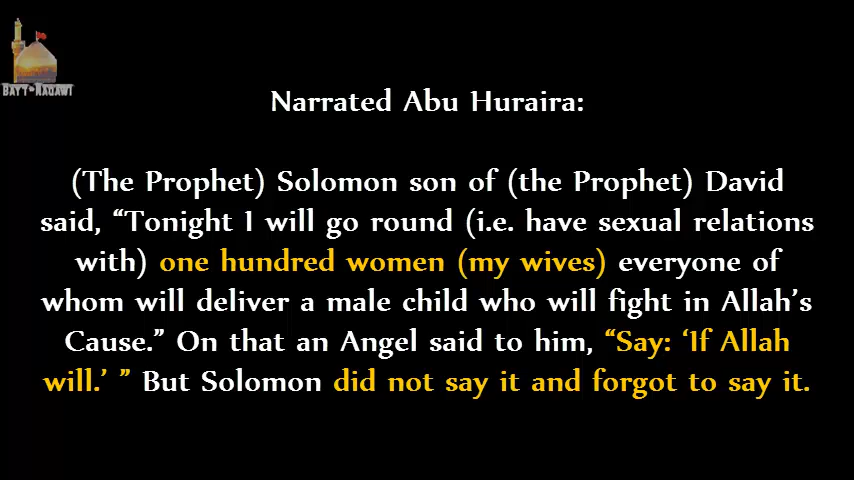 BAYT-NAQAWI
Narrated Abu Huraira:
(The Prophet) Solomon son of (the Prophet) David
said, “Tonight I will go round (i.e. have sexual relations
with) one hundred women (my wives) everyone of
whom will deliver a male child who will fight in Allah’s
Cause.” On that an Angel said to him, “Say: ‘If Allah
will.’ ” But Solomon did not say it and forgot to say it.